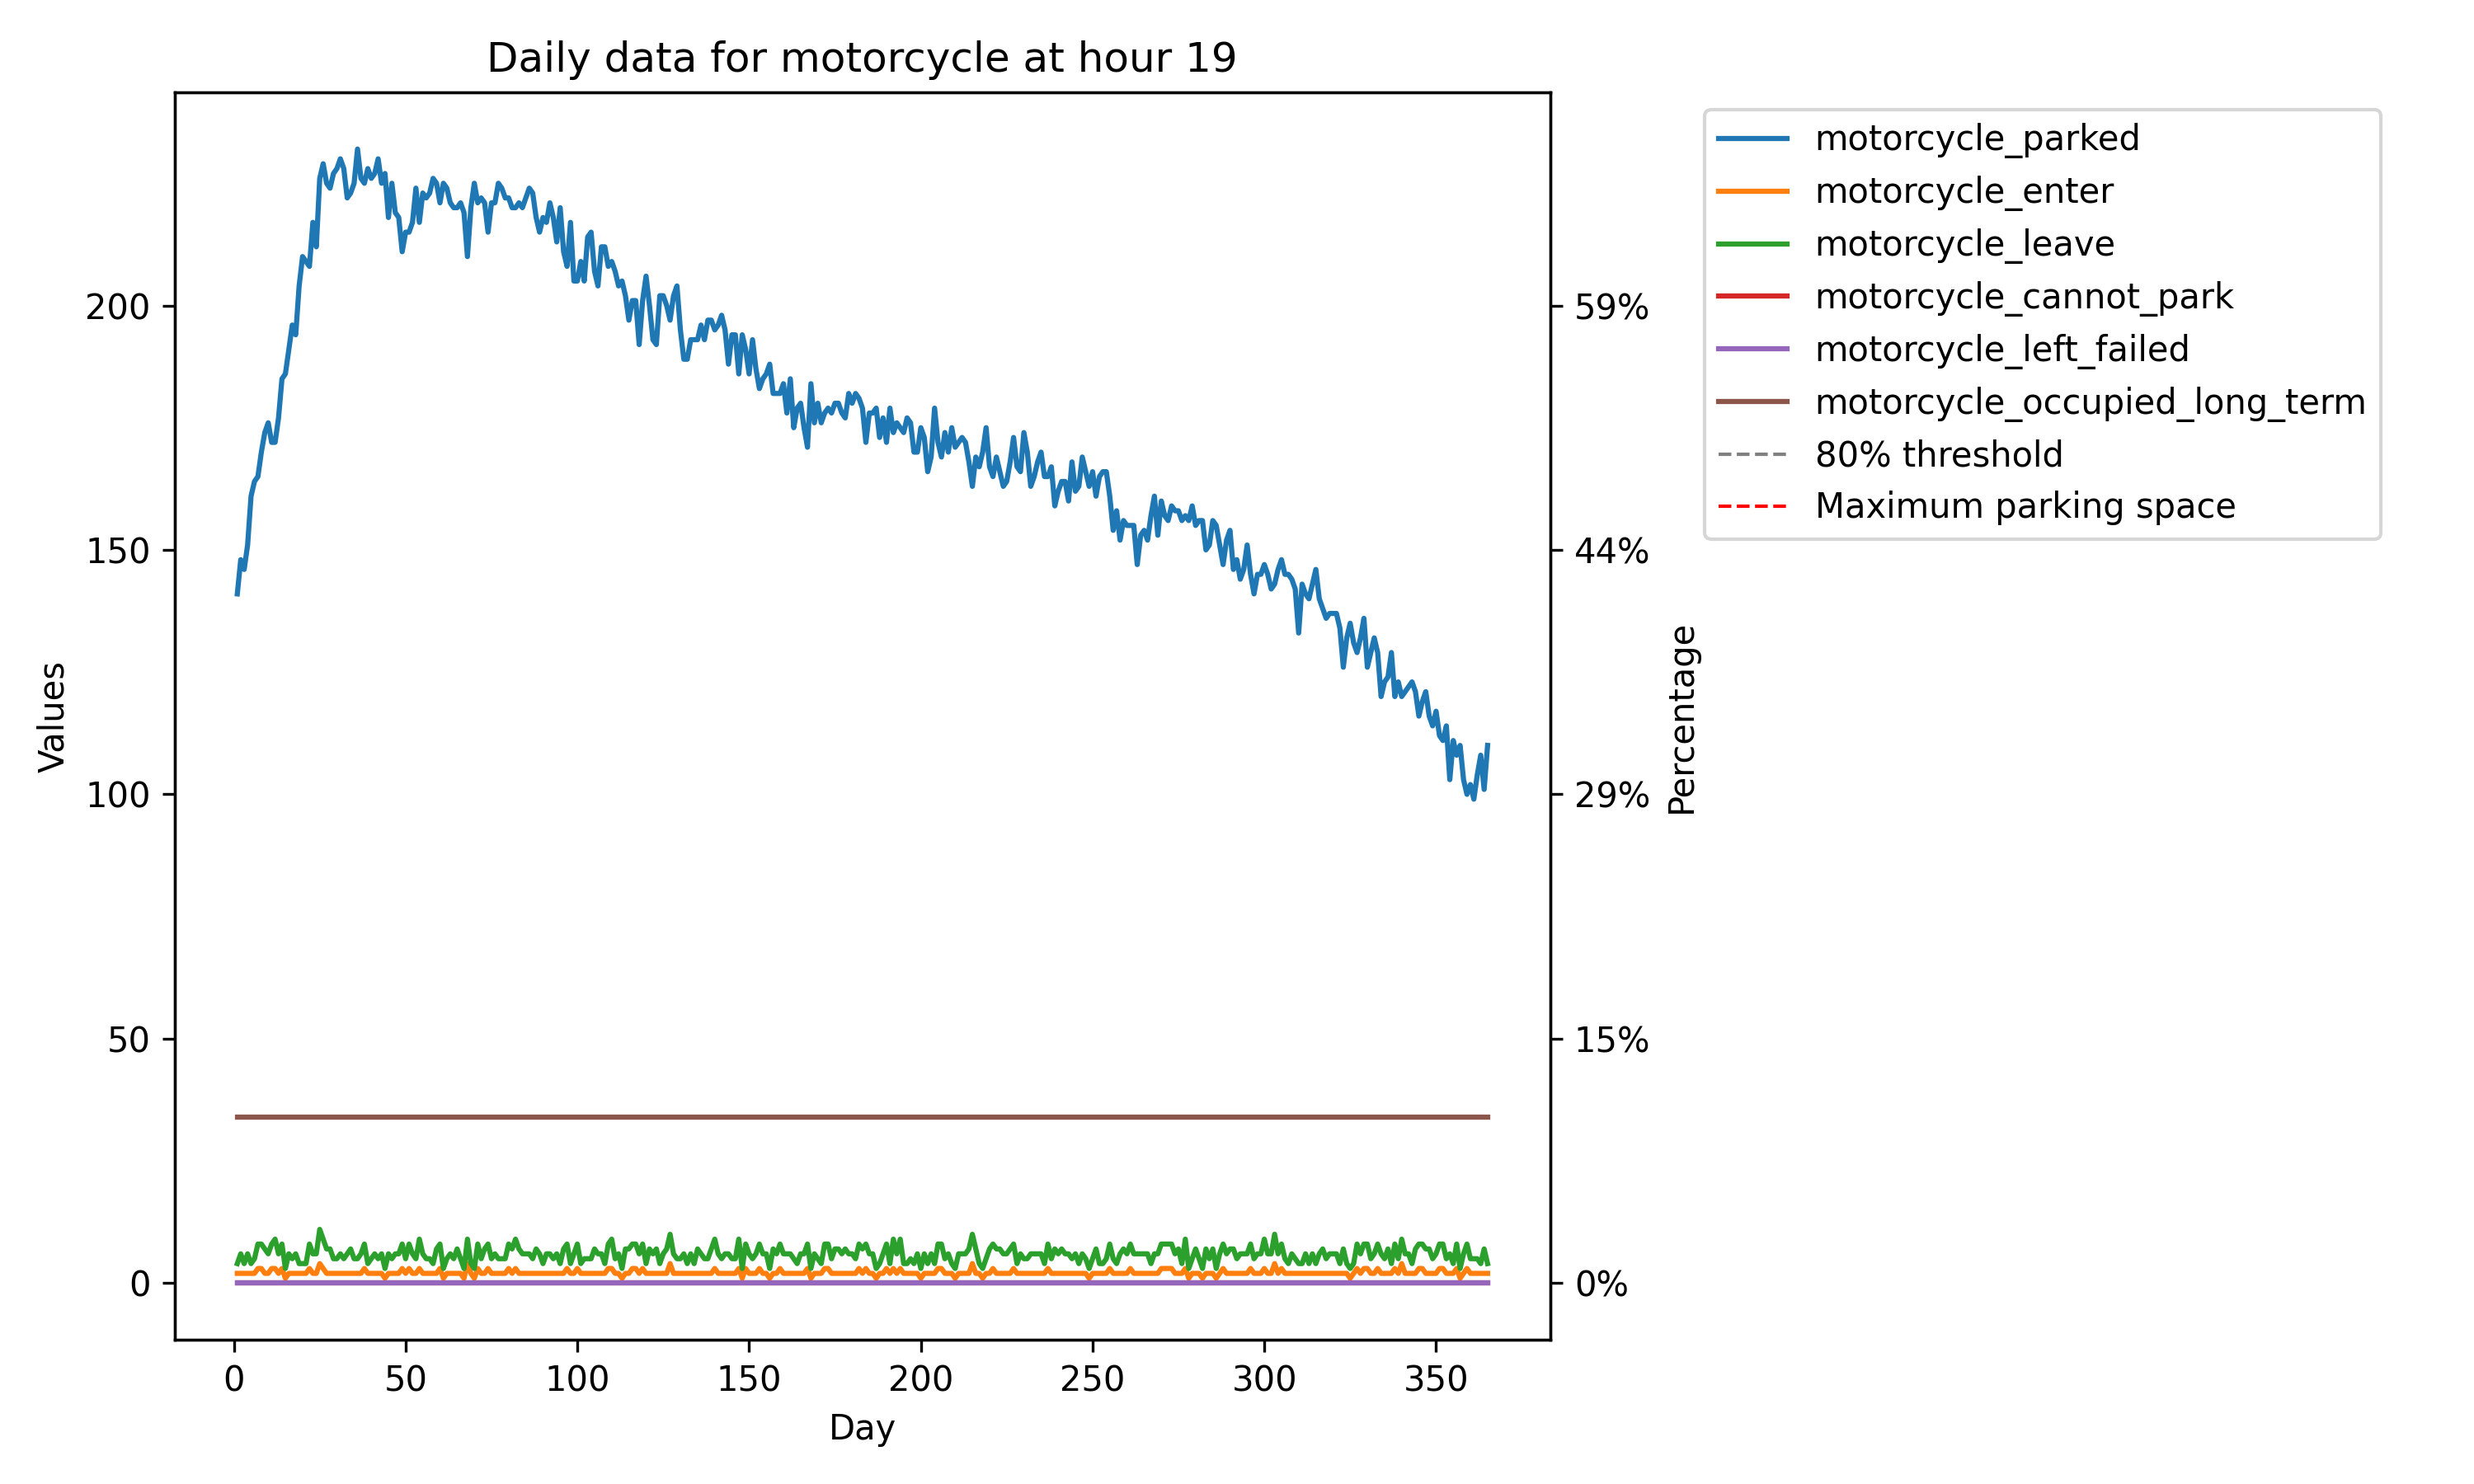 Daily data for motorcycle at hour 19
motorcycle_parked
motorcycle_enter
motorcycle_leave
motorcycle_cannot_park
motorcycle_left_failed
motorcycle_occupied_long_term
80% threshold
Maximum parking space
Values
200
150
100
50
0
59%
44%
29%
15%
0%
Percentage
0 50 100 150 200 250 300 350
Day